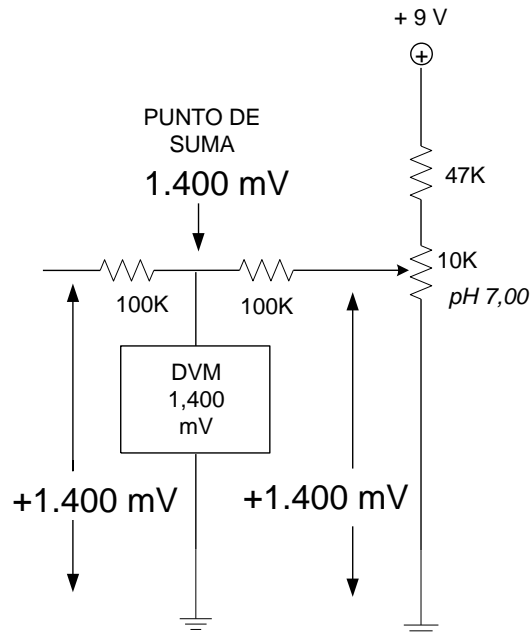 + 9 V
PUNTO DE
SUMA
1.400 mV
47K
10K
pH 7,00
100K
100K
DVM
1,400
mV
+1.400 mV
+1.400 mV